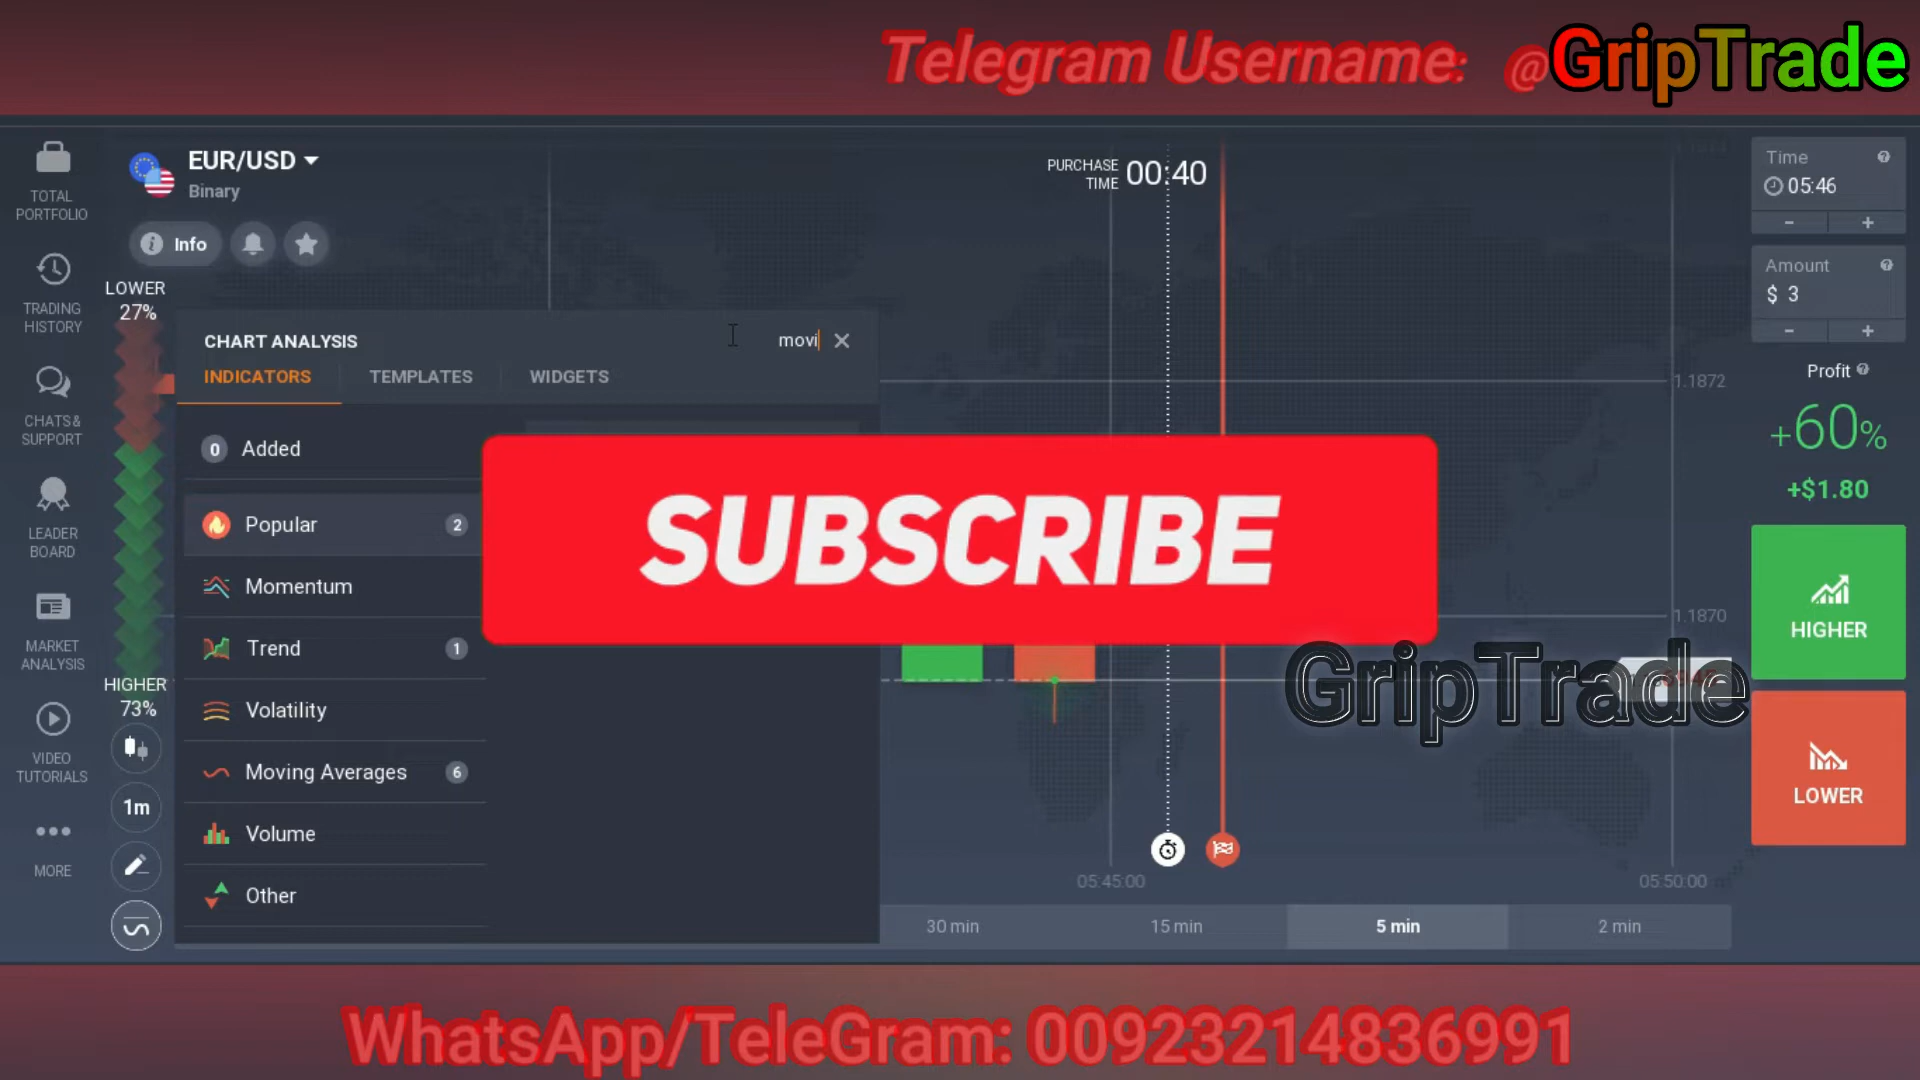 Telegram Username: @GripTrade
TOTAL
PORTFOLIO
TRADING
HISTORY
CHATS &
SUPPORT
LEADER
BOARD
MARKET
ANALYSIS
VIDEO
TUTORIALS
MORE
EUR/USD
Binary
Info
LOWER
27%
HIGHER
73%
1m
CHART ANALYSIS
movi
INDICATORS
TEMPLATES
WIDGETS
0 Added
Popular 2
Momentum
Trend 1
Volatility
Moving Averages 6
Volume
Other
PURCHASE
TIME
00:40
SUBSCRIBE
GripTrade
1.1872
1.1870
05:45:00
05:50:00
30 min
15 min
5 min
2 min
Time
05:46
- +
Amount
$ 3
- +
Profit
+60%
+$1.80
HIGHER
LOWER
WhatsApp/TeleGram: 00923214836991